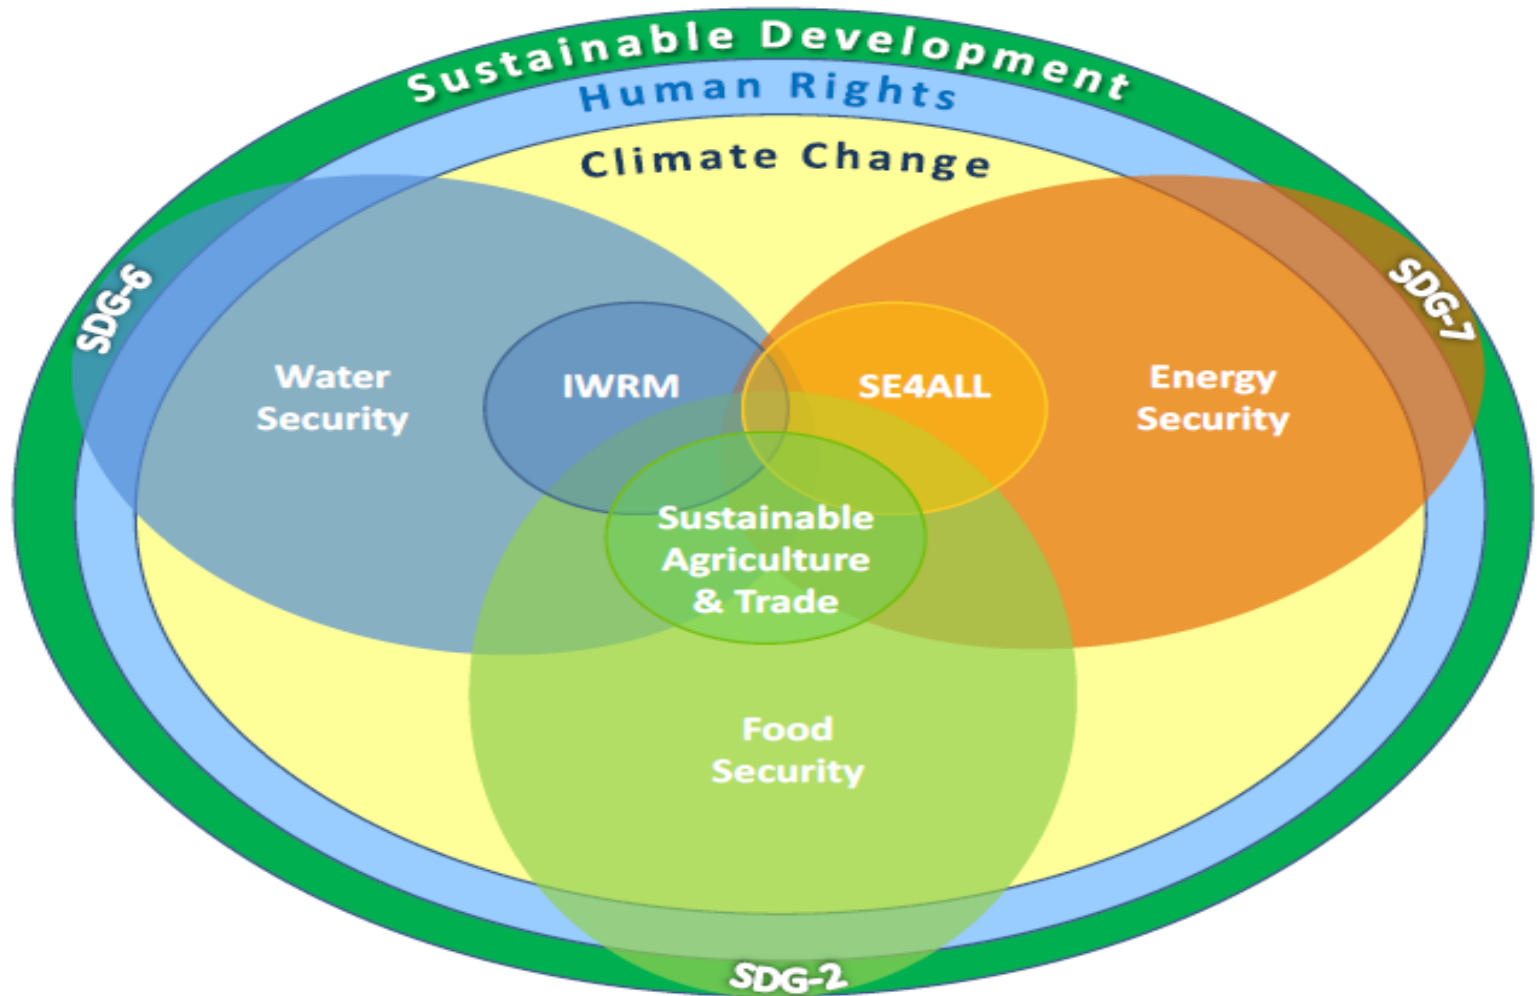 Sustainable Development
Human Rights
Climate Change
SDG-6
SDG-7
Water
Security
IWRM
SE4ALL
Energy
Security
Sustainable
Agriculture
& Trade
Food
Security
SDG-2